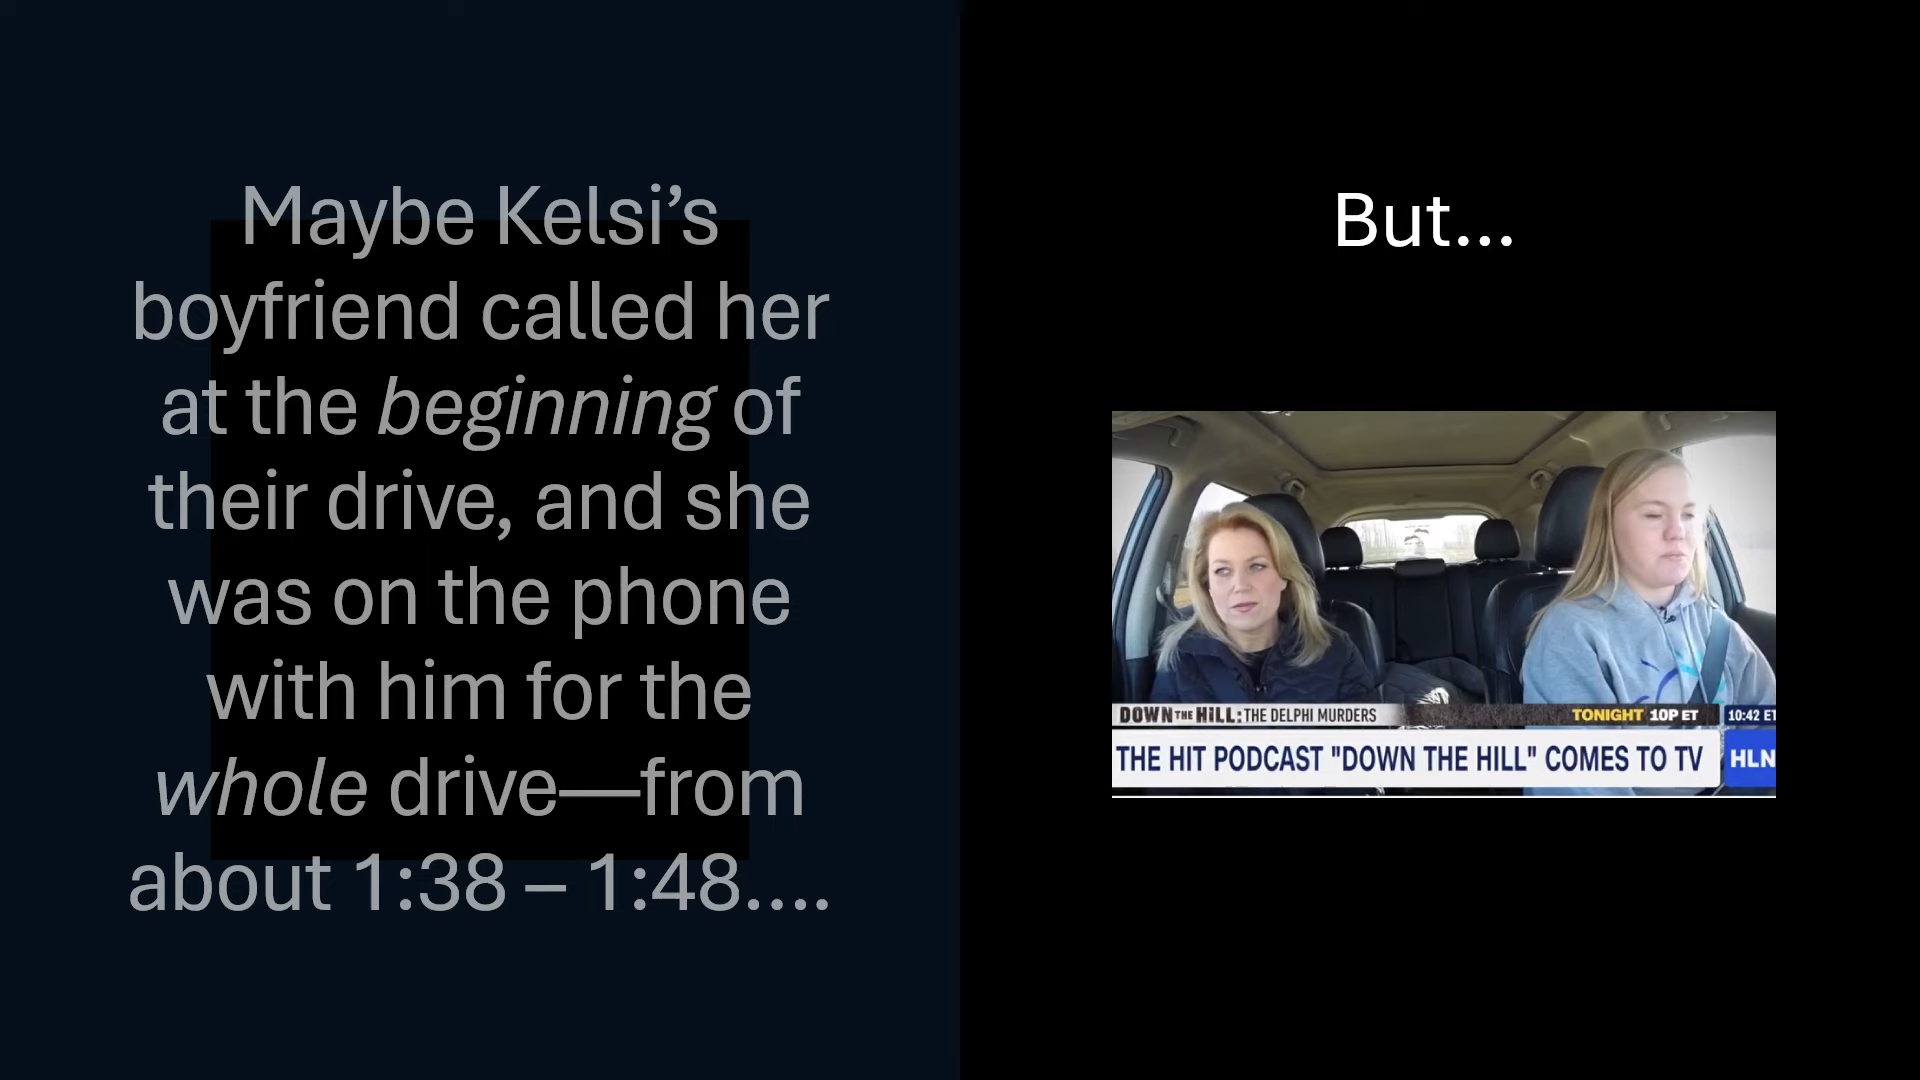 Maybe Kelsi’s
boyfriend called her
at the beginning of
their drive, and she
was on the phone
with him for the
whole drive—from
about 1:38 – 1:48....
But...
DOWN THE HILL: THE DELPHI MURDERS
TONIGHT 10P ET
10:42 ET
THE HIT PODCAST "DOWN THE HILL" COMES TO TV
HLN